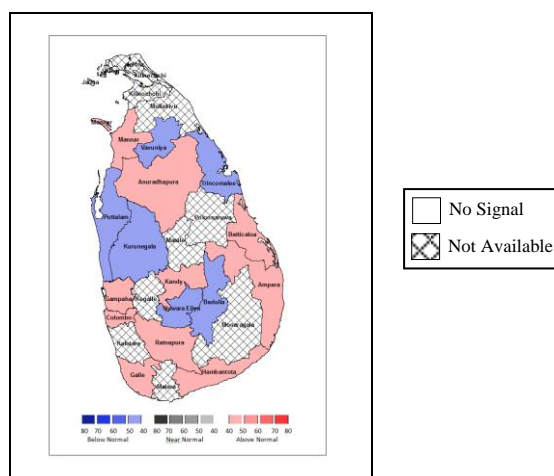 Jaffna
Kilinochchi
Mullaitivu
Mannar
Mannar
Vavuniya
Anuradhapura
Trincomalee
Puttalam
Polonnaruwa
Batticaloa
Kurunegala
Matale
Kandy
Ampara
Gampaha
Kegalle
Badulla
Nuwara Eliya
Colombo
Monaragala
Ratnapura
Kalutara
Galle
Matara
Hambantota
No Signal
Not Available
80 70 60 50 40 80 70 60 50 40 40 50 60 70 80
Below Normal Near Normal Above Normal